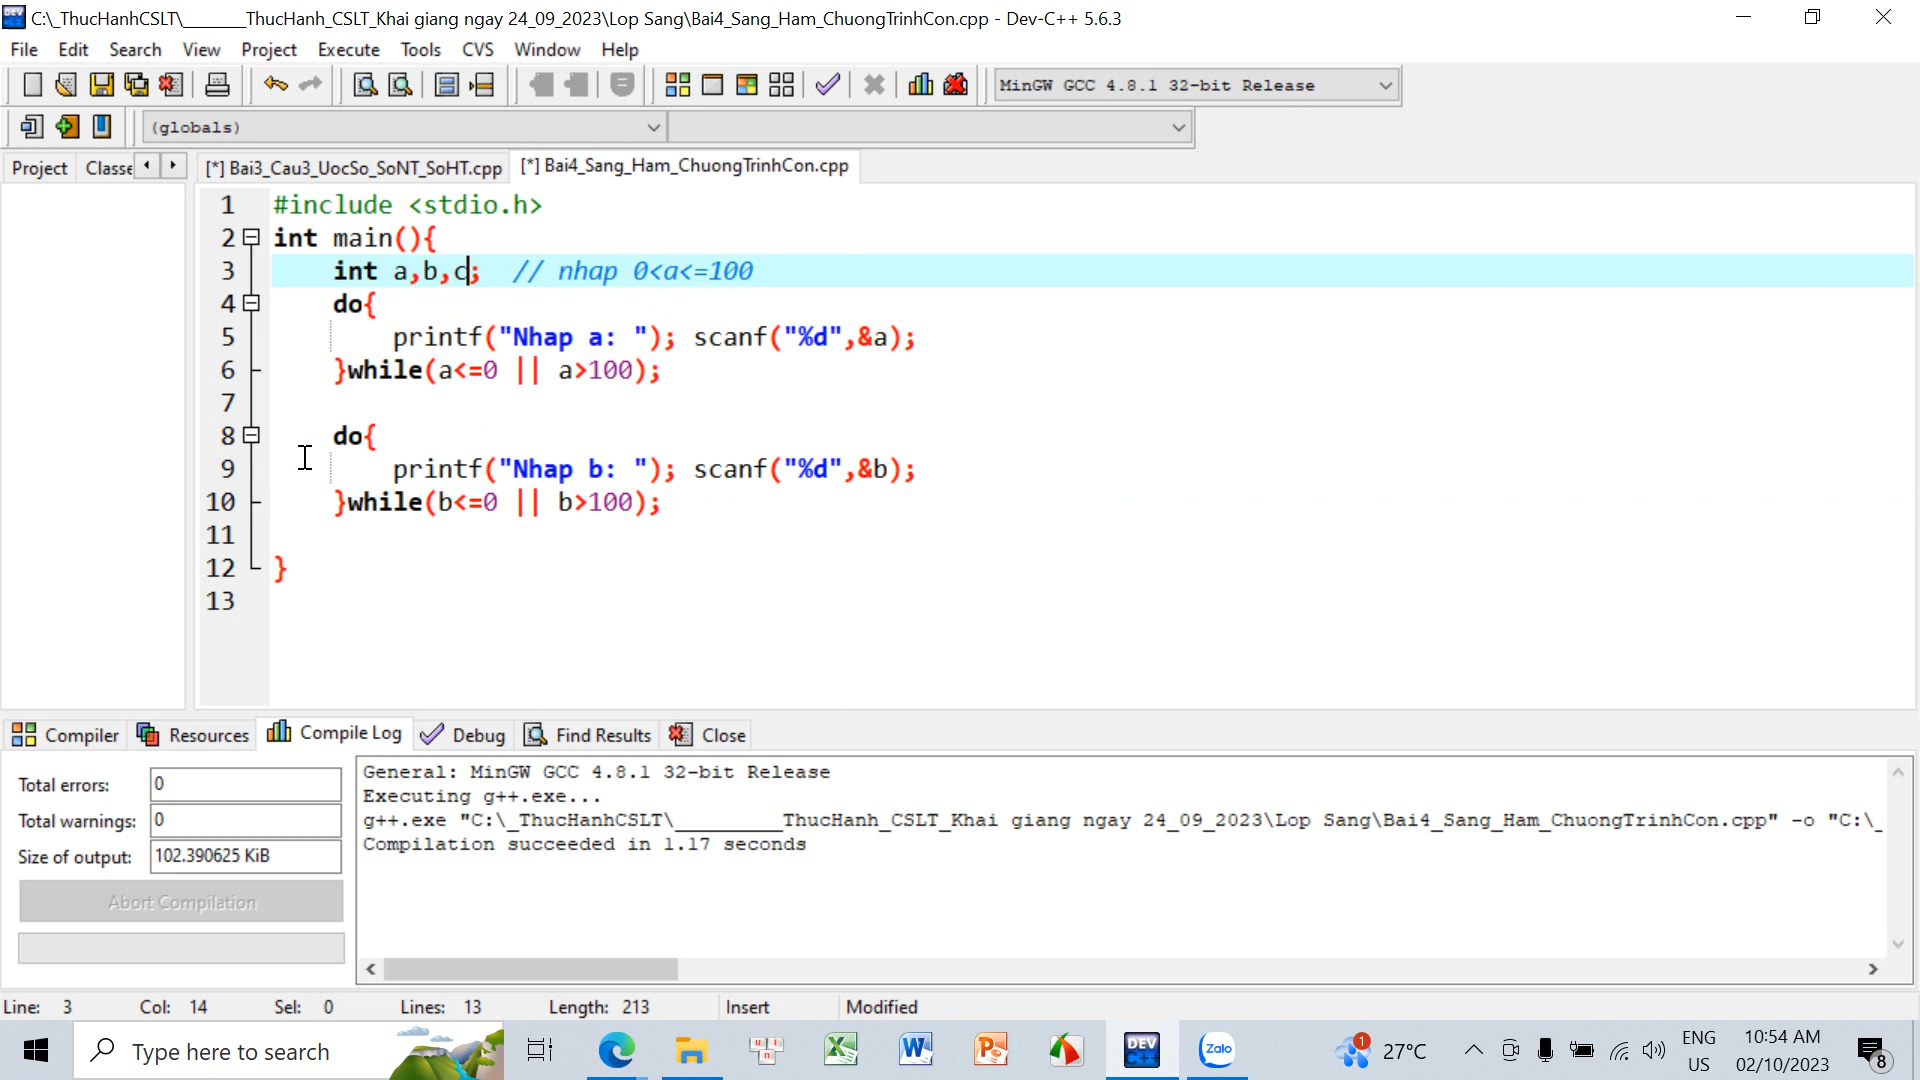 C:\_ThucHanhCSLT\________ThucHanh_CSLT_Khai giang ngay 24_09_2023\Lop Sang\Bai4_Sang_Ham_ChuongTrinhCon.cpp - Dev-C++ 5.6.3
File Edit Search View Project Execute Tools CVS Window Help
MinGW GCC 4.8.1 32-bit Release
(globals)
Project Classe [*] Bai3_Cau3_UocSo_SoNT_SoHT.cpp [*] Bai4_Sang_Ham_ChuongTrinhCon.cpp
1 #include <stdio.h>
2 int main(){
3 int a,b,c; // nhap 0<a<=100
4 do{
5 printf("Nhap a: "); scanf("%d",&a);
6 }while(a<=0 || a>100);
7
8 do{
9 printf("Nhap b: "); scanf("%d",&b);
10 }while(b<=0 || b>100);
11
12 }
13
Compiler Resources Compile Log Debug Find Results Close
Total errors: 0
Total warnings: 0
Size of output: 102.390625 KiB
Abort Compilation
General: MinGW GCC 4.8.1 32-bit Release
Executing g++.exe...
g++.exe "C:\_ThucHanhCSLT\_________ThucHanh_CSLT_Khai giang ngay 24_09_2023\Lop Sang\Bai4_Sang_Ham_ChuongTrinhCon.cpp" -o "C:\_
Compilation succeeded in 1.17 seconds
Line: 3 Col: 14 Sel: 0 Lines: 13 Length: 213 Insert Modified
Type here to search
DEV C++
Zalo
1
27°C
ENG
US
10:54 AM
02/10/2023
8